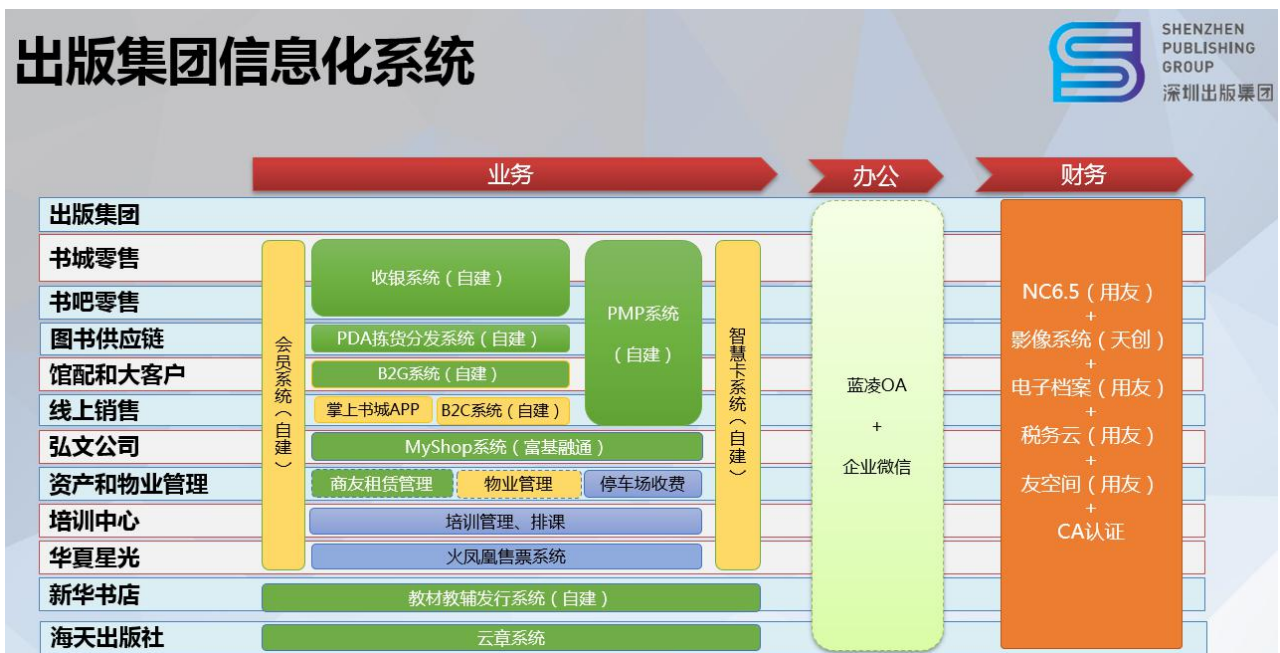 出版集团信息化系统
SHENZHEN
PUBLISHING
GROUP
深圳出版集团
业务
办公
财务
出版集团
书城零售
书吧零售
图书供应链
馆配和大客户
线上销售
弘文公司
资产和物业管理
培训中心
华夏星光
新华书店
海天出版社
会员系统（自建）
收银系统（自建）
PDA拣货分发系统（自建）
B2G系统（自建）
掌上书城APP
B2C系统（自建）
PMP系统
（自建）
智慧卡系统（自建）
MyShop系统（富基融通）
商友租赁管理
物业管理
停车场收费
培训管理、排课
火凤凰售票系统
教材教辅发行系统（自建）
云章系统
蓝凌OA
+
企业微信
NC6.5（用友）
+
影像系统（天创）
+
电子档案（用友）
+
税务云（用友）
+
友空间（用友）
+
CA认证